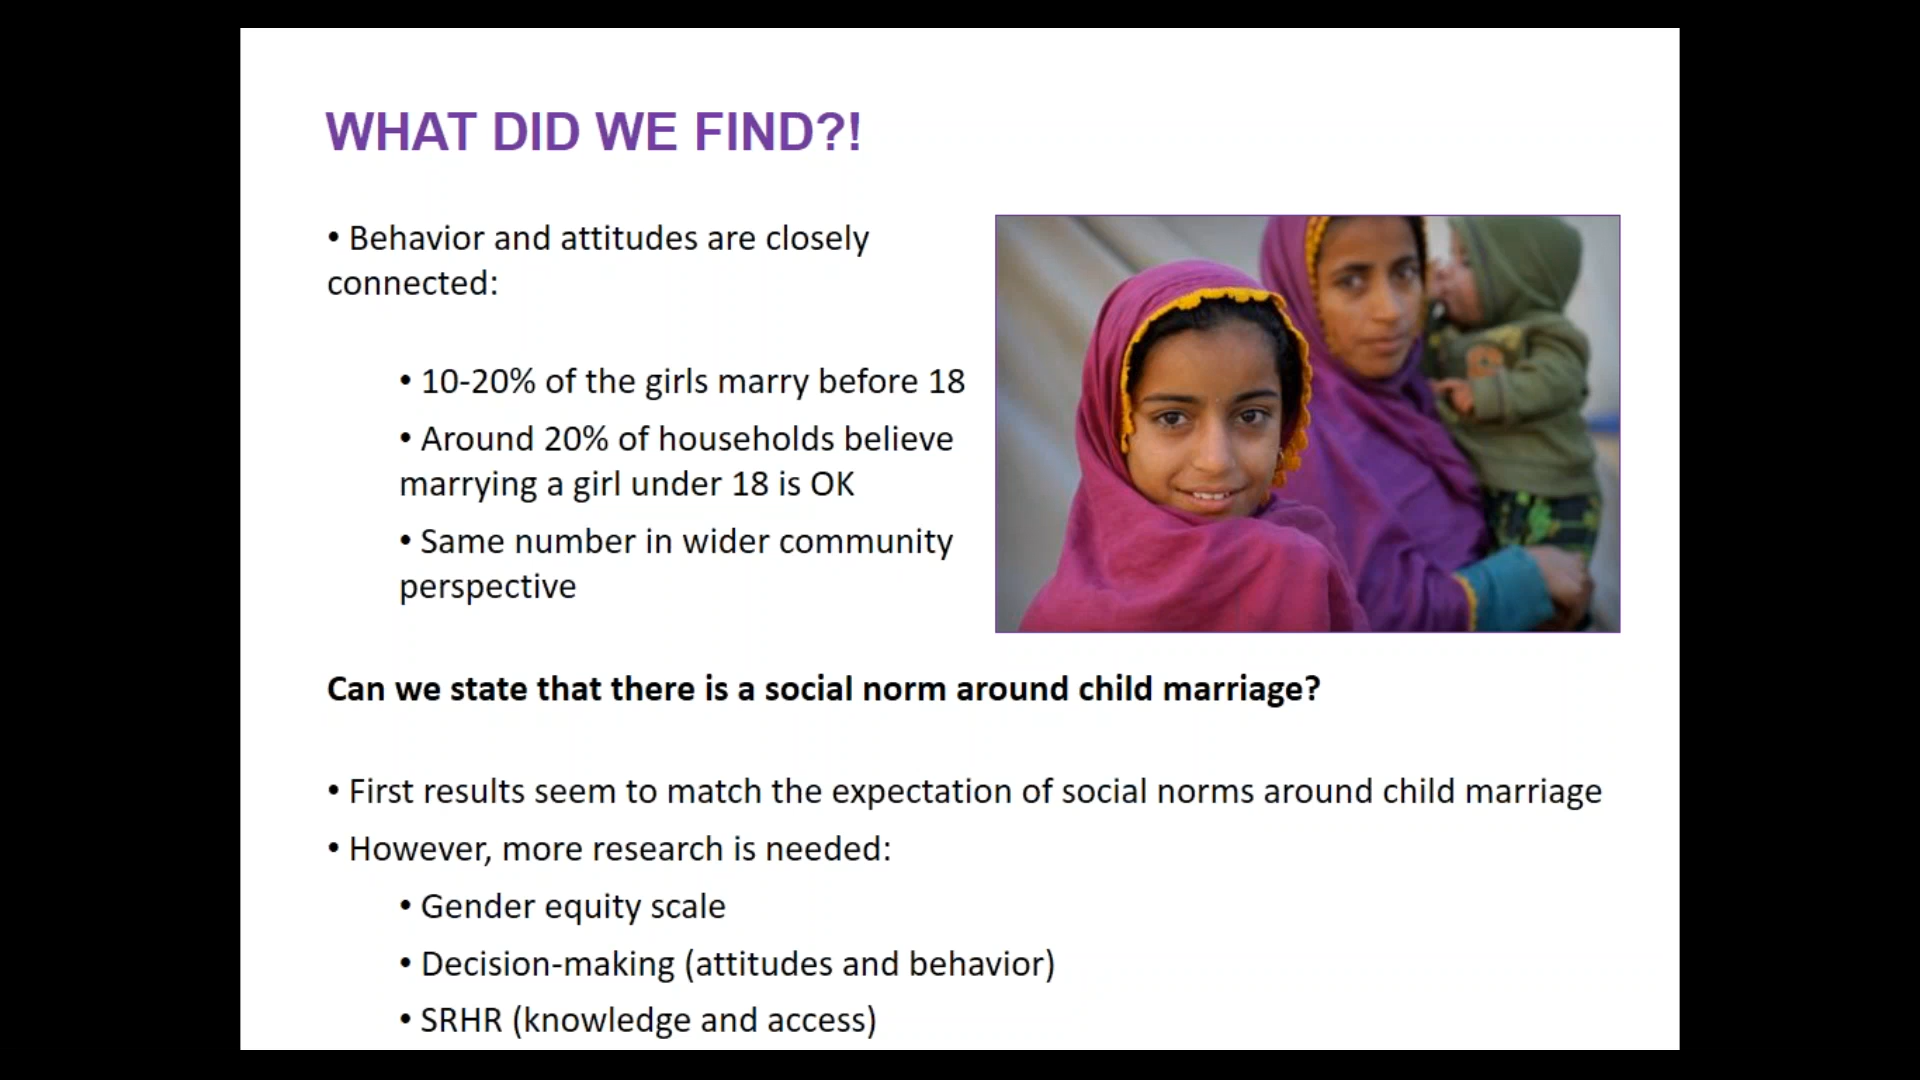 WHAT DID WE FIND?!
• Behavior and attitudes are closely
connected:
• 10-20% of the girls marry before 18
• Around 20% of households believe
marrying a girl under 18 is OK
• Same number in wider community
perspective
Can we state that there is a social norm around child marriage?
• First results seem to match the expectation of social norms around child marriage
• However, more research is needed:
• Gender equity scale
• Decision-making (attitudes and behavior)
• SRHR (knowledge and access)